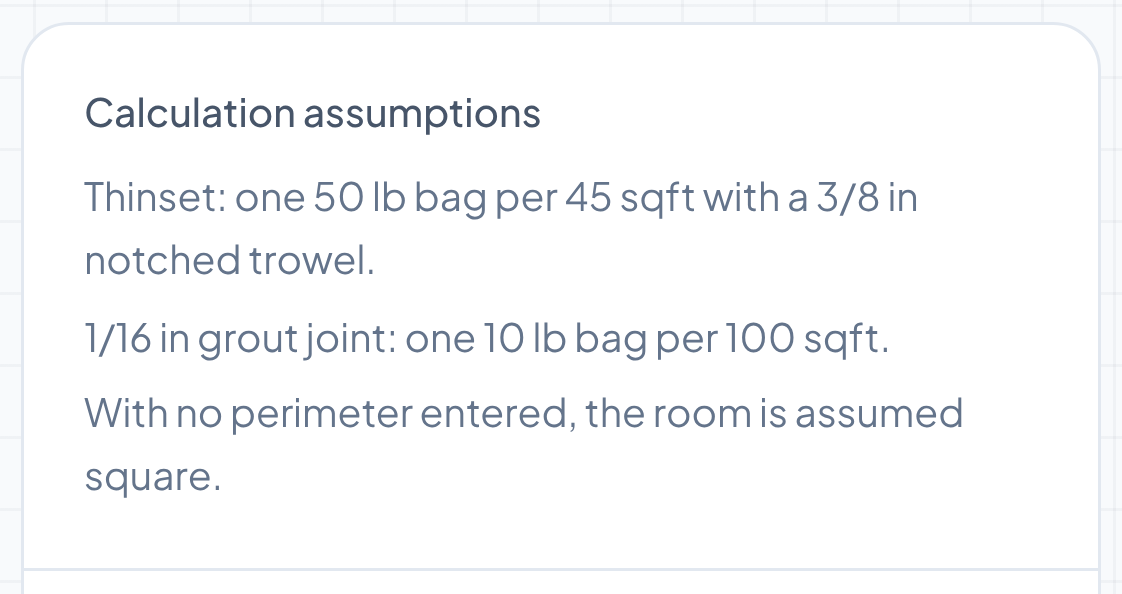 Calculation assumptions
Thinset: one 50 lb bag per 45 sqft with a 3/8 in
notched trowel.
1/16 in grout joint: one 10 lb bag per 100 sqft.
With no perimeter entered, the room is assumed
square.